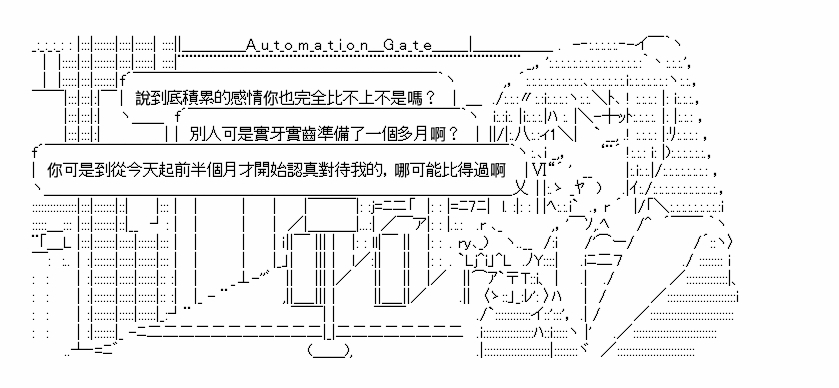 Automation Gate
說到底積累的感情你也完全比不上不是嗎？
別人可是實牙實齒準備了一個多月啊？
你可是到從今天起前半個月才開始認真對待我的，哪可能比得過啊